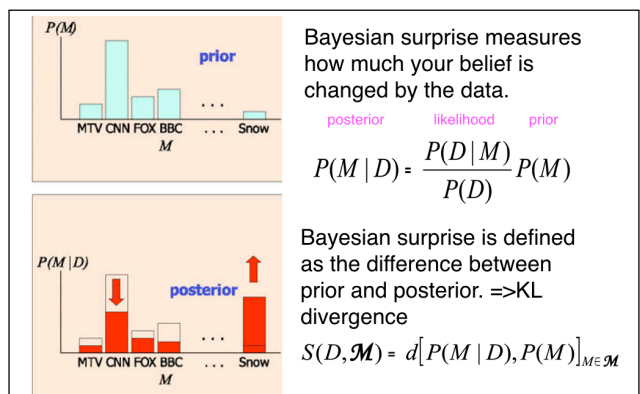 P(M)
prior
MTV CNN FOX BBC ... Snow
M
Bayesian surprise measures
how much your belief is
changed by the data.
posterior likelihood prior
P(M | D) = P(D | M) / P(D) P(M)
P(M | D)
posterior
MTV CNN FOX BBC ... Snow
M
Bayesian surprise is defined
as the difference between
prior and posterior. =>KL
divergence
S(D, ℳ) = d[P(M | D), P(M)]_{M∈ℳ}